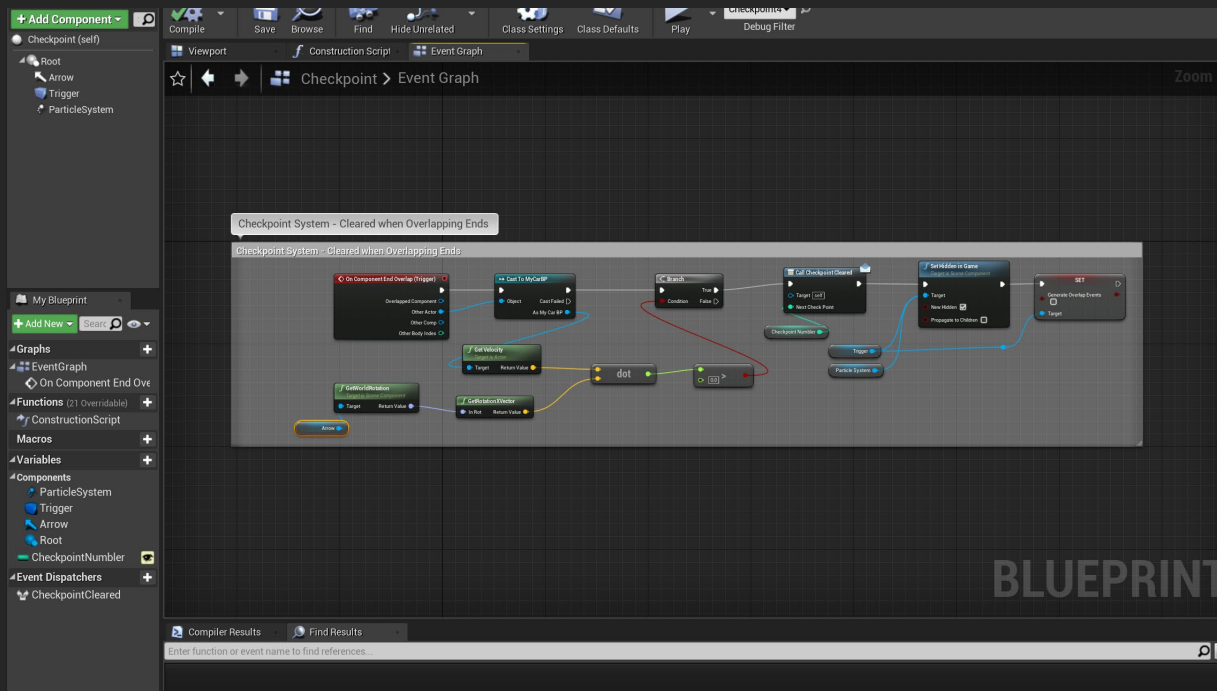 Add Component
Checkpoint (self)
Root
Arrow
Trigger
ParticleSystem
My Blueprint
Add New
Searc
Graphs
EventGraph
On Component End Ove
Functions (21 Overridable)
ConstructionScript
Macros
Variables
Components
ParticleSystem
Trigger
Arrow
Root
CheckpointNumbler
Event Dispatchers
CheckpointCleared
Compile
Save
Browse
Find
Hide Unrelated
Class Settings
Class Defaults
Play
Checkpoint4
Debug Filter
Viewport
Construction Script
Event Graph
Checkpoint > Event Graph
Zoom
Checkpoint System - Cleared when Overlapping Ends
Checkpoint System - Cleared when Overlapping Ends
On Component End Overlap (Trigger)
Overlapped Component
Other Actor
Other Comp
Other Body Index
Cast To MyCarBP
Object
Cast Failed
As My Car BP
Branch
True
Condition
False
Call Checkpoint Cleared
Target self
Next Check Point
Checkpoint Numbler
Set Hidden in Game
Target is Scene Component
Target
New Hidden
Propagate to Children
SET
Generate Overlap Events
Target
Trigger
Particle System
Get Velocity
Target is Actor
Target
Return Value
dot
0.0 >
GetWorldRotation
Target is Scene Component
Target
Return Value
GetRotationXVector
In Rot
Return Value
Arrow
BLUEPRINT
Compiler Results
Find Results
Enter function or event name to find references...